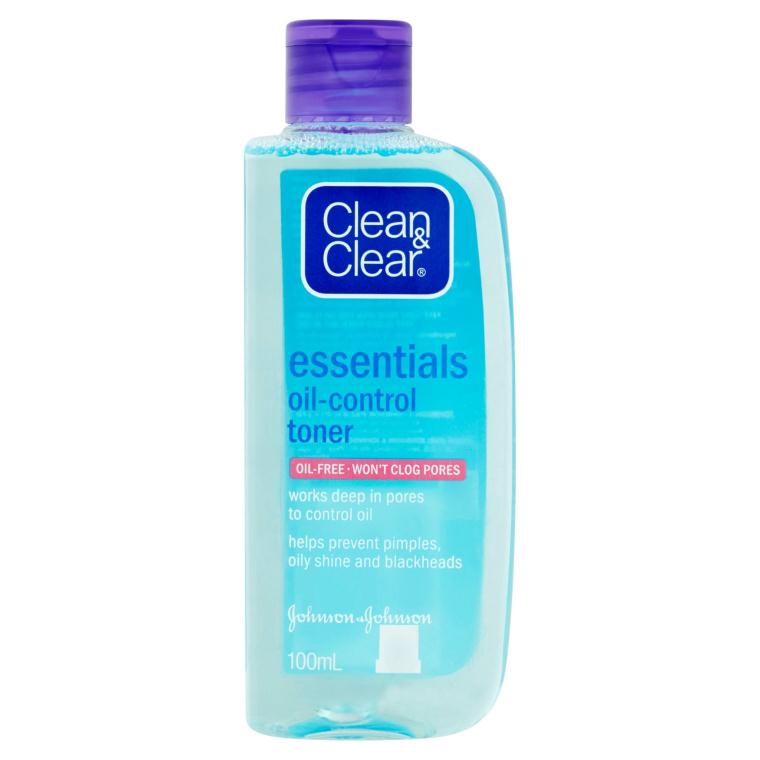 Clean &
Clear®
essentials
oil-control
toner
OIL-FREE · WON'T CLOG PORES
works deep in pores
to control oil
helps prevent pimples,
oily shine and blackheads
Johnson & Johnson
100mL